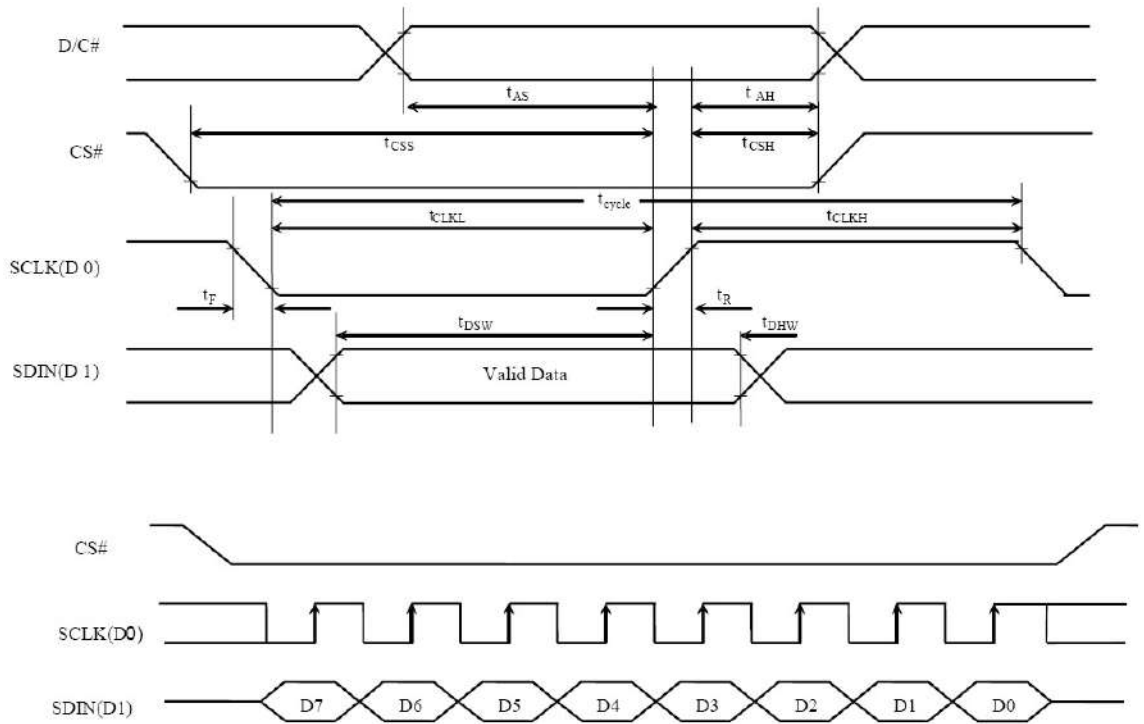 D/C#
tAS
t AH
CS#
tCSS
tCSH
tcycle
tCLKL
tCLKH
SCLK(D 0)
tF
tR
tDSW
tDHW
SDIN(D 1)
Valid Data
CS#
SCLK(D0)
SDIN(D1)
D7
D6
D5
D4
D3
D2
D1
D0